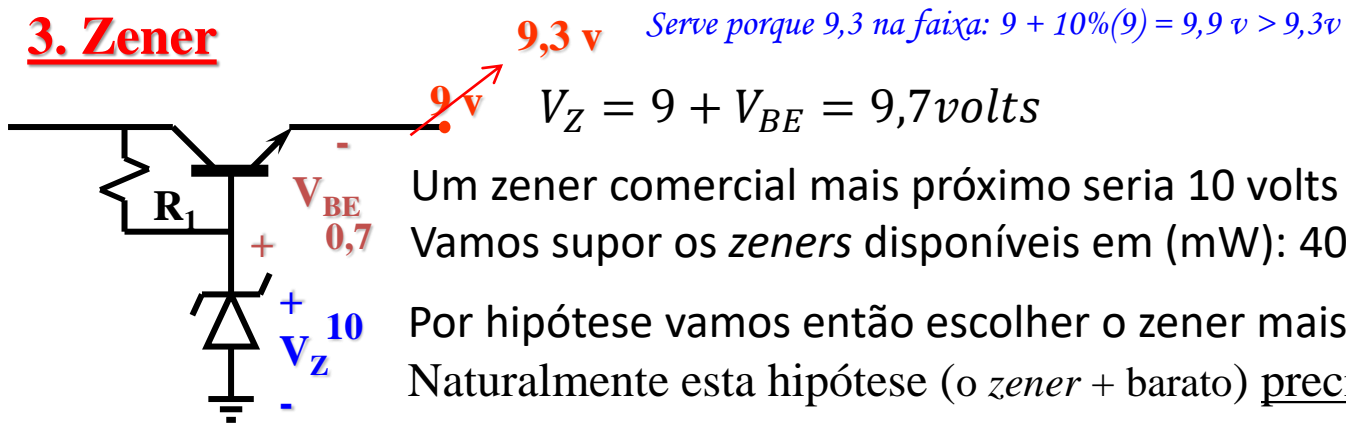 3. Zener
9,3 v
Serve porque 9,3 na faixa: 9 + 10%(9) = 9,9 v > 9,3v
9 v
V_Z = 9 + V_BE = 9,7volts
-
V_BE
0,7
+
R_1
Um zener comercial mais próximo seria 10 volts
Vamos supor os zeners disponíveis em (mW): 40
+
V_Z 10
-
Por hipótese vamos então escolher o zener mais
Naturalmente esta hipótese (o zener + barato)